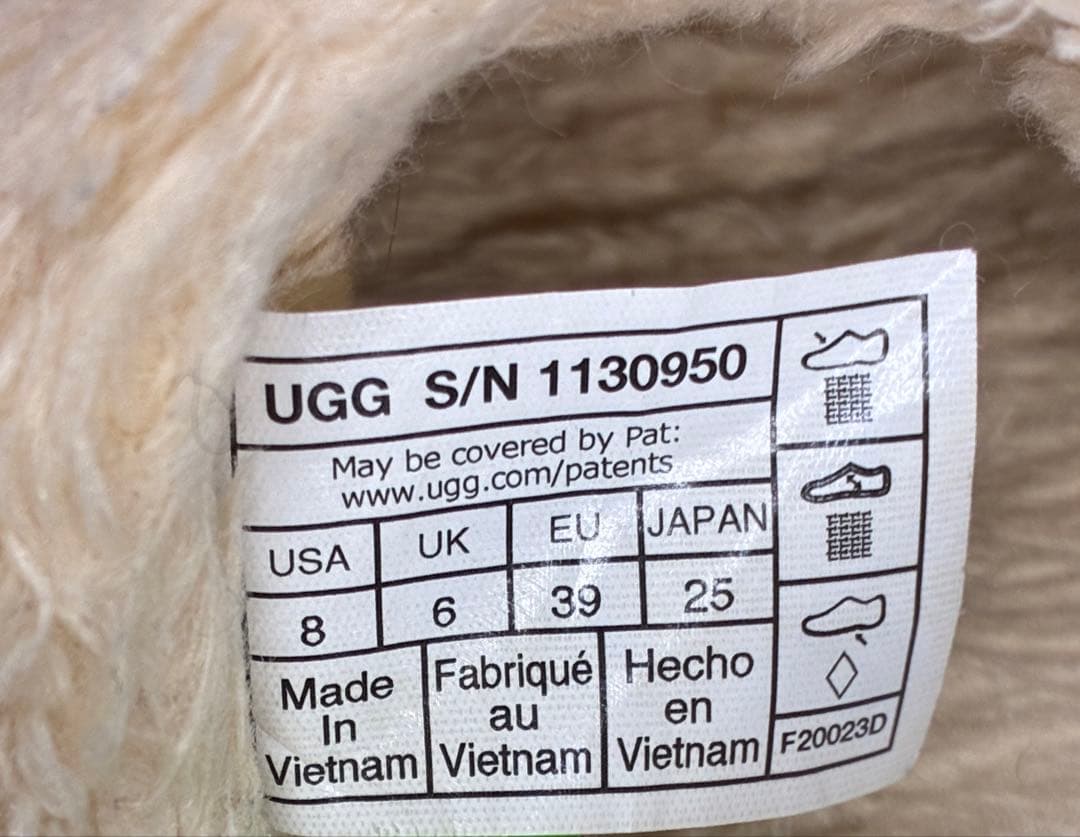 UGG S/N 1130950
May be covered by Pat:
www.ugg.com/patents
USA UK EU JAPAN
8 6 39 25
Made
In
Vietnam
Fabriqué
au
Vietnam
Hecho
en
Vietnam
F20023D